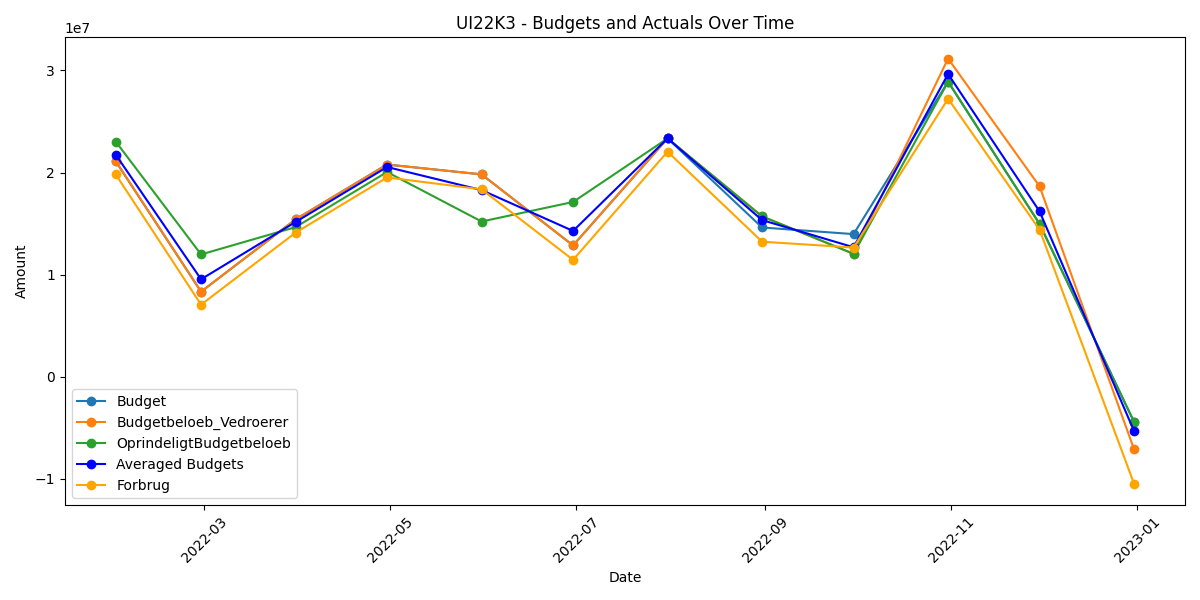 UI22K3 - Budgets and Actuals Over Time
1e7
3
2
1
0
−1
Amount
Budget
Budgetbeloeb_Vedroerer
OprindeligtBudgetbeloeb
Averaged Budgets
Forbrug
2022-03
2022-05
2022-07
2022-09
2022-11
2023-01
Date